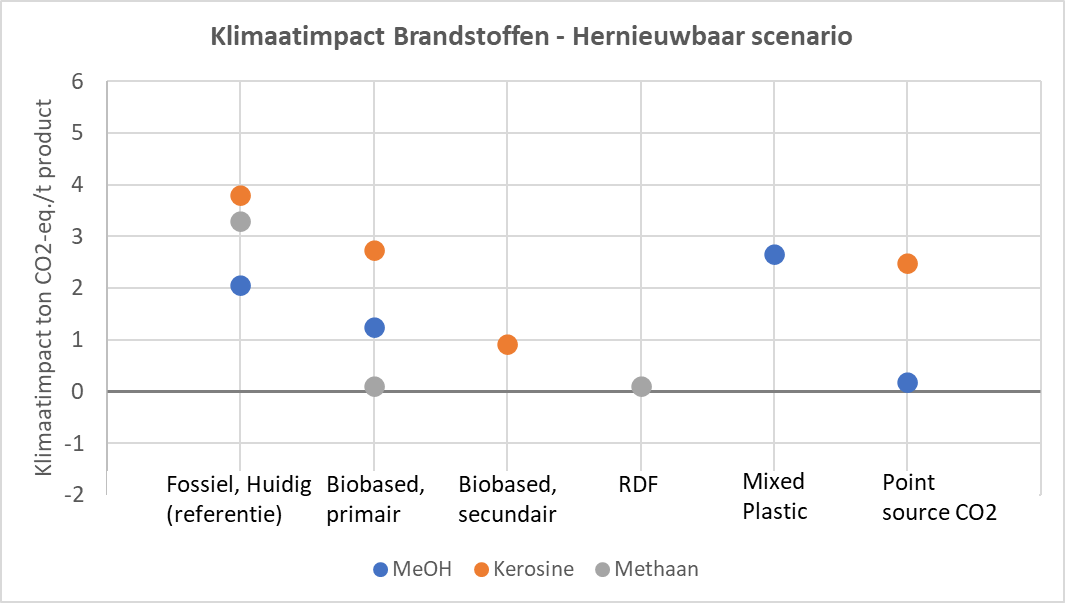 Klimaatimpact Brandstoffen - Hernieuwbaar scenario
Klimaatimpact ton CO2-eq./t product
6
5
4
3
2
1
0
-1
-2
Fossiel, Huidig
(referentie)
Biobased,
primair
Biobased,
secundair
RDF
Mixed
Plastic
Point
source CO2
MeOH
Kerosine
Methaan